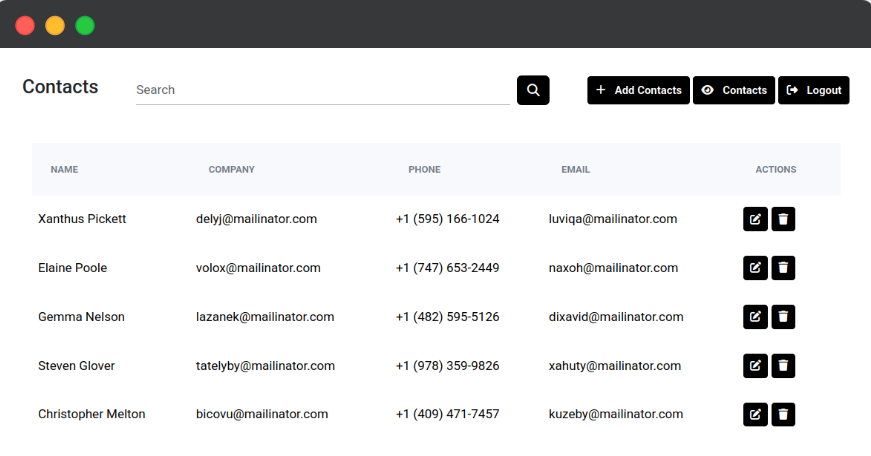 Contacts Search Add Contacts Contacts Logout
NAME COMPANY PHONE EMAIL ACTIONS
Xanthus Pickett delyj@mailinator.com +1 (595) 166-1024 luviqa@mailinator.com
Elaine Poole volox@mailinator.com +1 (747) 653-2449 naxoh@mailinator.com
Gemma Nelson lazanek@mailinator.com +1 (482) 595-5126 dixavid@mailinator.com
Steven Glover tatelyby@mailinator.com +1 (978) 359-9826 xahuty@mailinator.com
Christopher Melton bicovu@mailinator.com +1 (409) 471-7457 kuzeby@mailinator.com